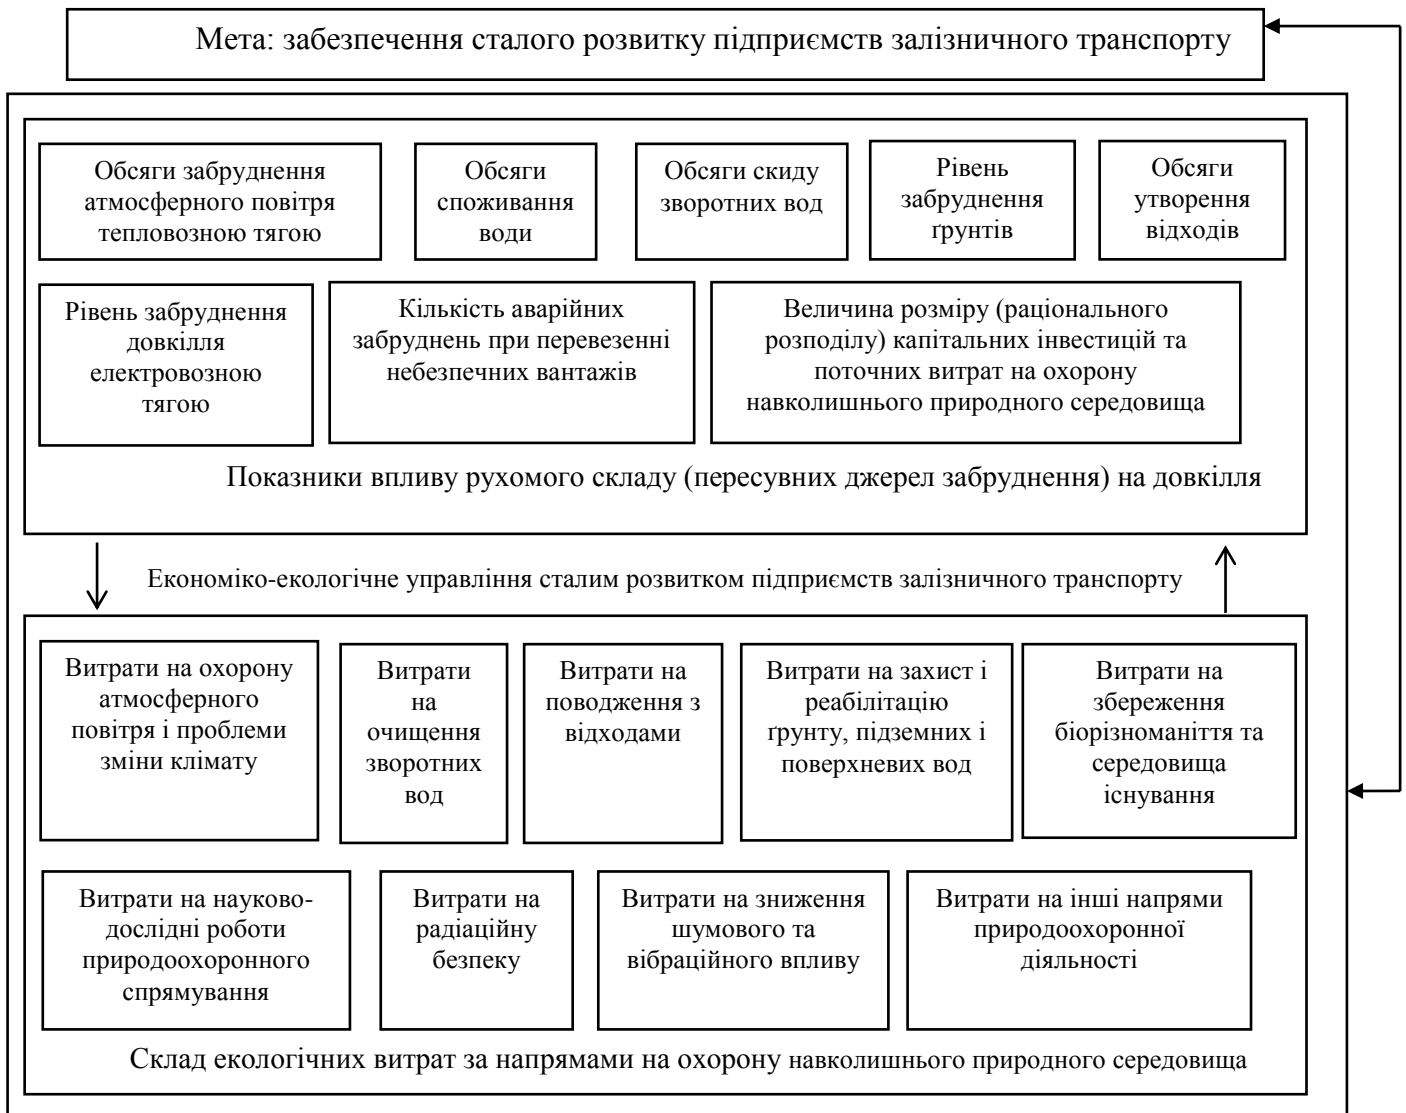 Мета: забезпечення сталого розвитку підприємств залізничного транспорту
Обсяги забруднення
атмосферного повітря
тепловозною тягою
Обсяги
споживання
води
Обсяги скиду
зворотних вод
Рівень
забруднення
ґрунтів
Обсяги
утворення
відходів
Рівень забруднення
довкілля
електровозною
тягою
Кількість аварійних
забруднень при перевезенні
небезпечних вантажів
Величина розміру (раціонального
розподілу) капітальних інвестицій та
поточних витрат на охорону
навколишнього природного середовища
Показники впливу рухомого складу (пересувних джерел забруднення) на довкілля
Економіко-екологічне управління сталим розвитком підприємств залізничного транспорту
Витрати на охорону
атмосферного
повітря і проблеми
зміни клімату
Витрати
на
очищення
зворотних
вод
Витрати на
поводження з
відходами
Витрати на захист і
реабілітацію
ґрунту, підземних і
поверхневих вод
Витрати на
збереження
біорізноманіття та
середовища
існування
Витрати на науково-
дослідні роботи
природоохоронного
спрямування
Витрати на
радіаційну
безпеку
Витрати на зниження
шумового та
вібраційного впливу
Витрати на інші напрями
природоохоронної
діяльності
Склад екологічних витрат за напрямами на охорону навколишнього природного середовища